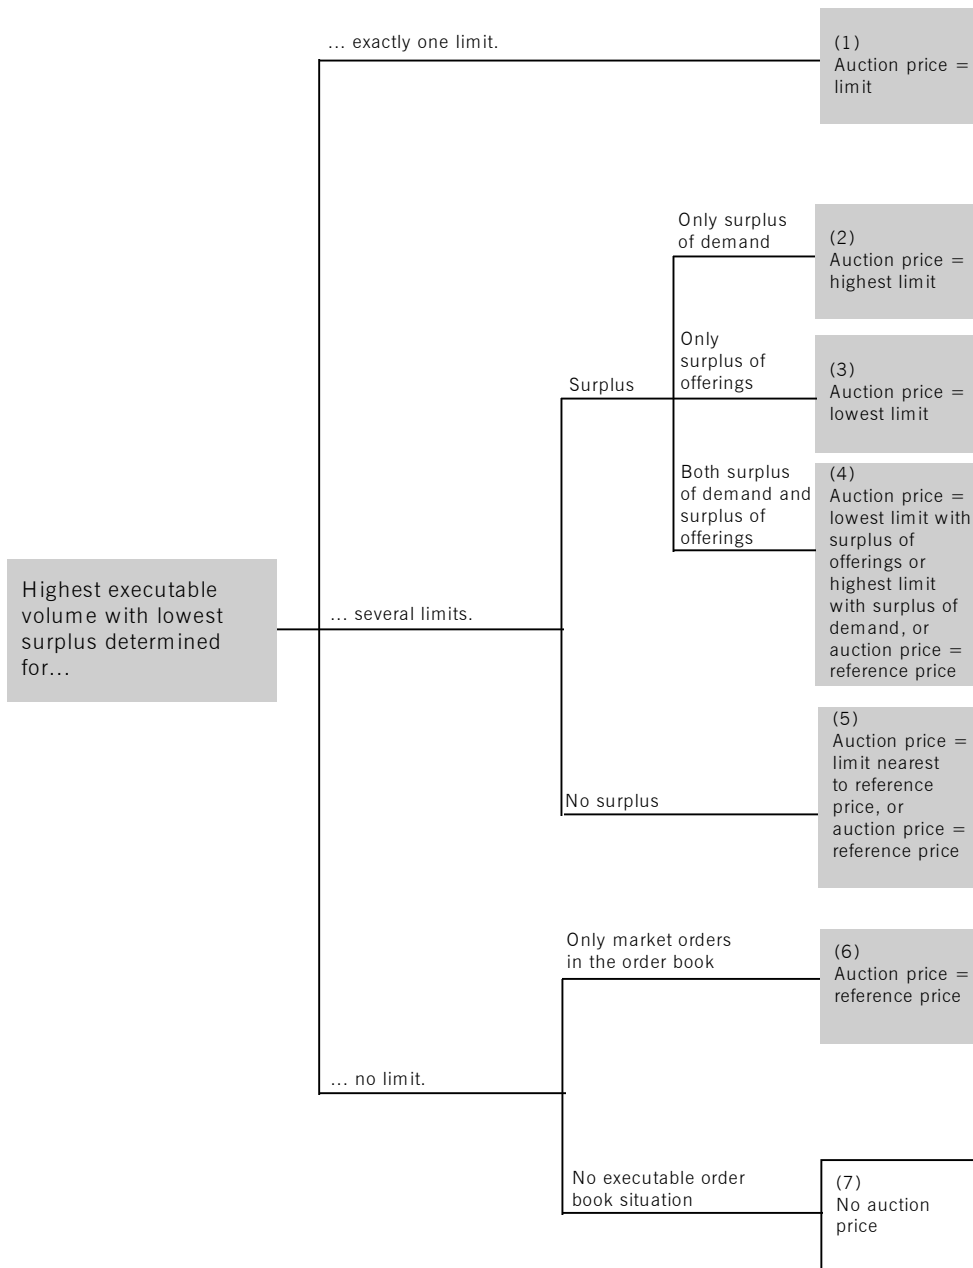 ... exactly one limit.
(1)
Auction price =
limit
Only surplus
of demand
(2)
Auction price =
highest limit
Surplus
Only
surplus of
offerings
(3)
Auction price =
lowest limit
Both surplus
of demand and
surplus of
offerings
(4)
Auction price =
lowest limit with
surplus of
offerings or
highest limit
with surplus of
demand, or
auction price =
reference price
Highest executable
volume with lowest
surplus determined
for...
... several limits.
No surplus
(5)
Auction price =
limit nearest
to reference
price, or
auction price =
reference price
Only market orders
in the order book
(6)
Auction price =
reference price
... no limit.
No executable order
book situation
(7)
No auction
price